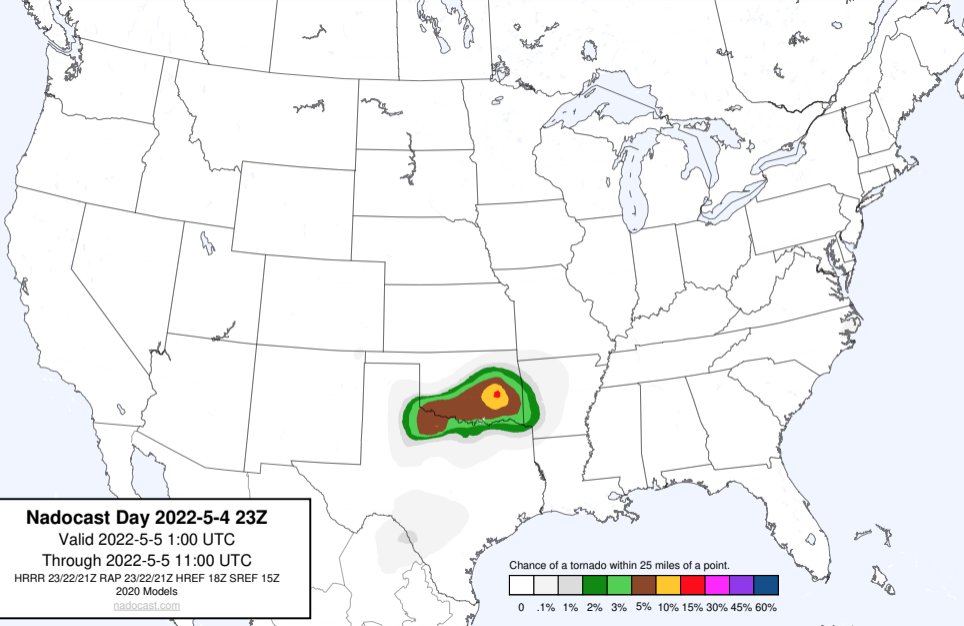 Nadocast Day 2022-5-4 23Z
Valid 2022-5-5 1:00 UTC
Through 2022-5-5 11:00 UTC
HRRR 23/22/21Z RAP 23/22/21Z HREF 18Z SREF 15Z
2020 Models
nadocast.com
Chance of a tornado within 25 miles of a point.
0 .1% 1% 2% 3% 5% 10% 15% 30% 45% 60%